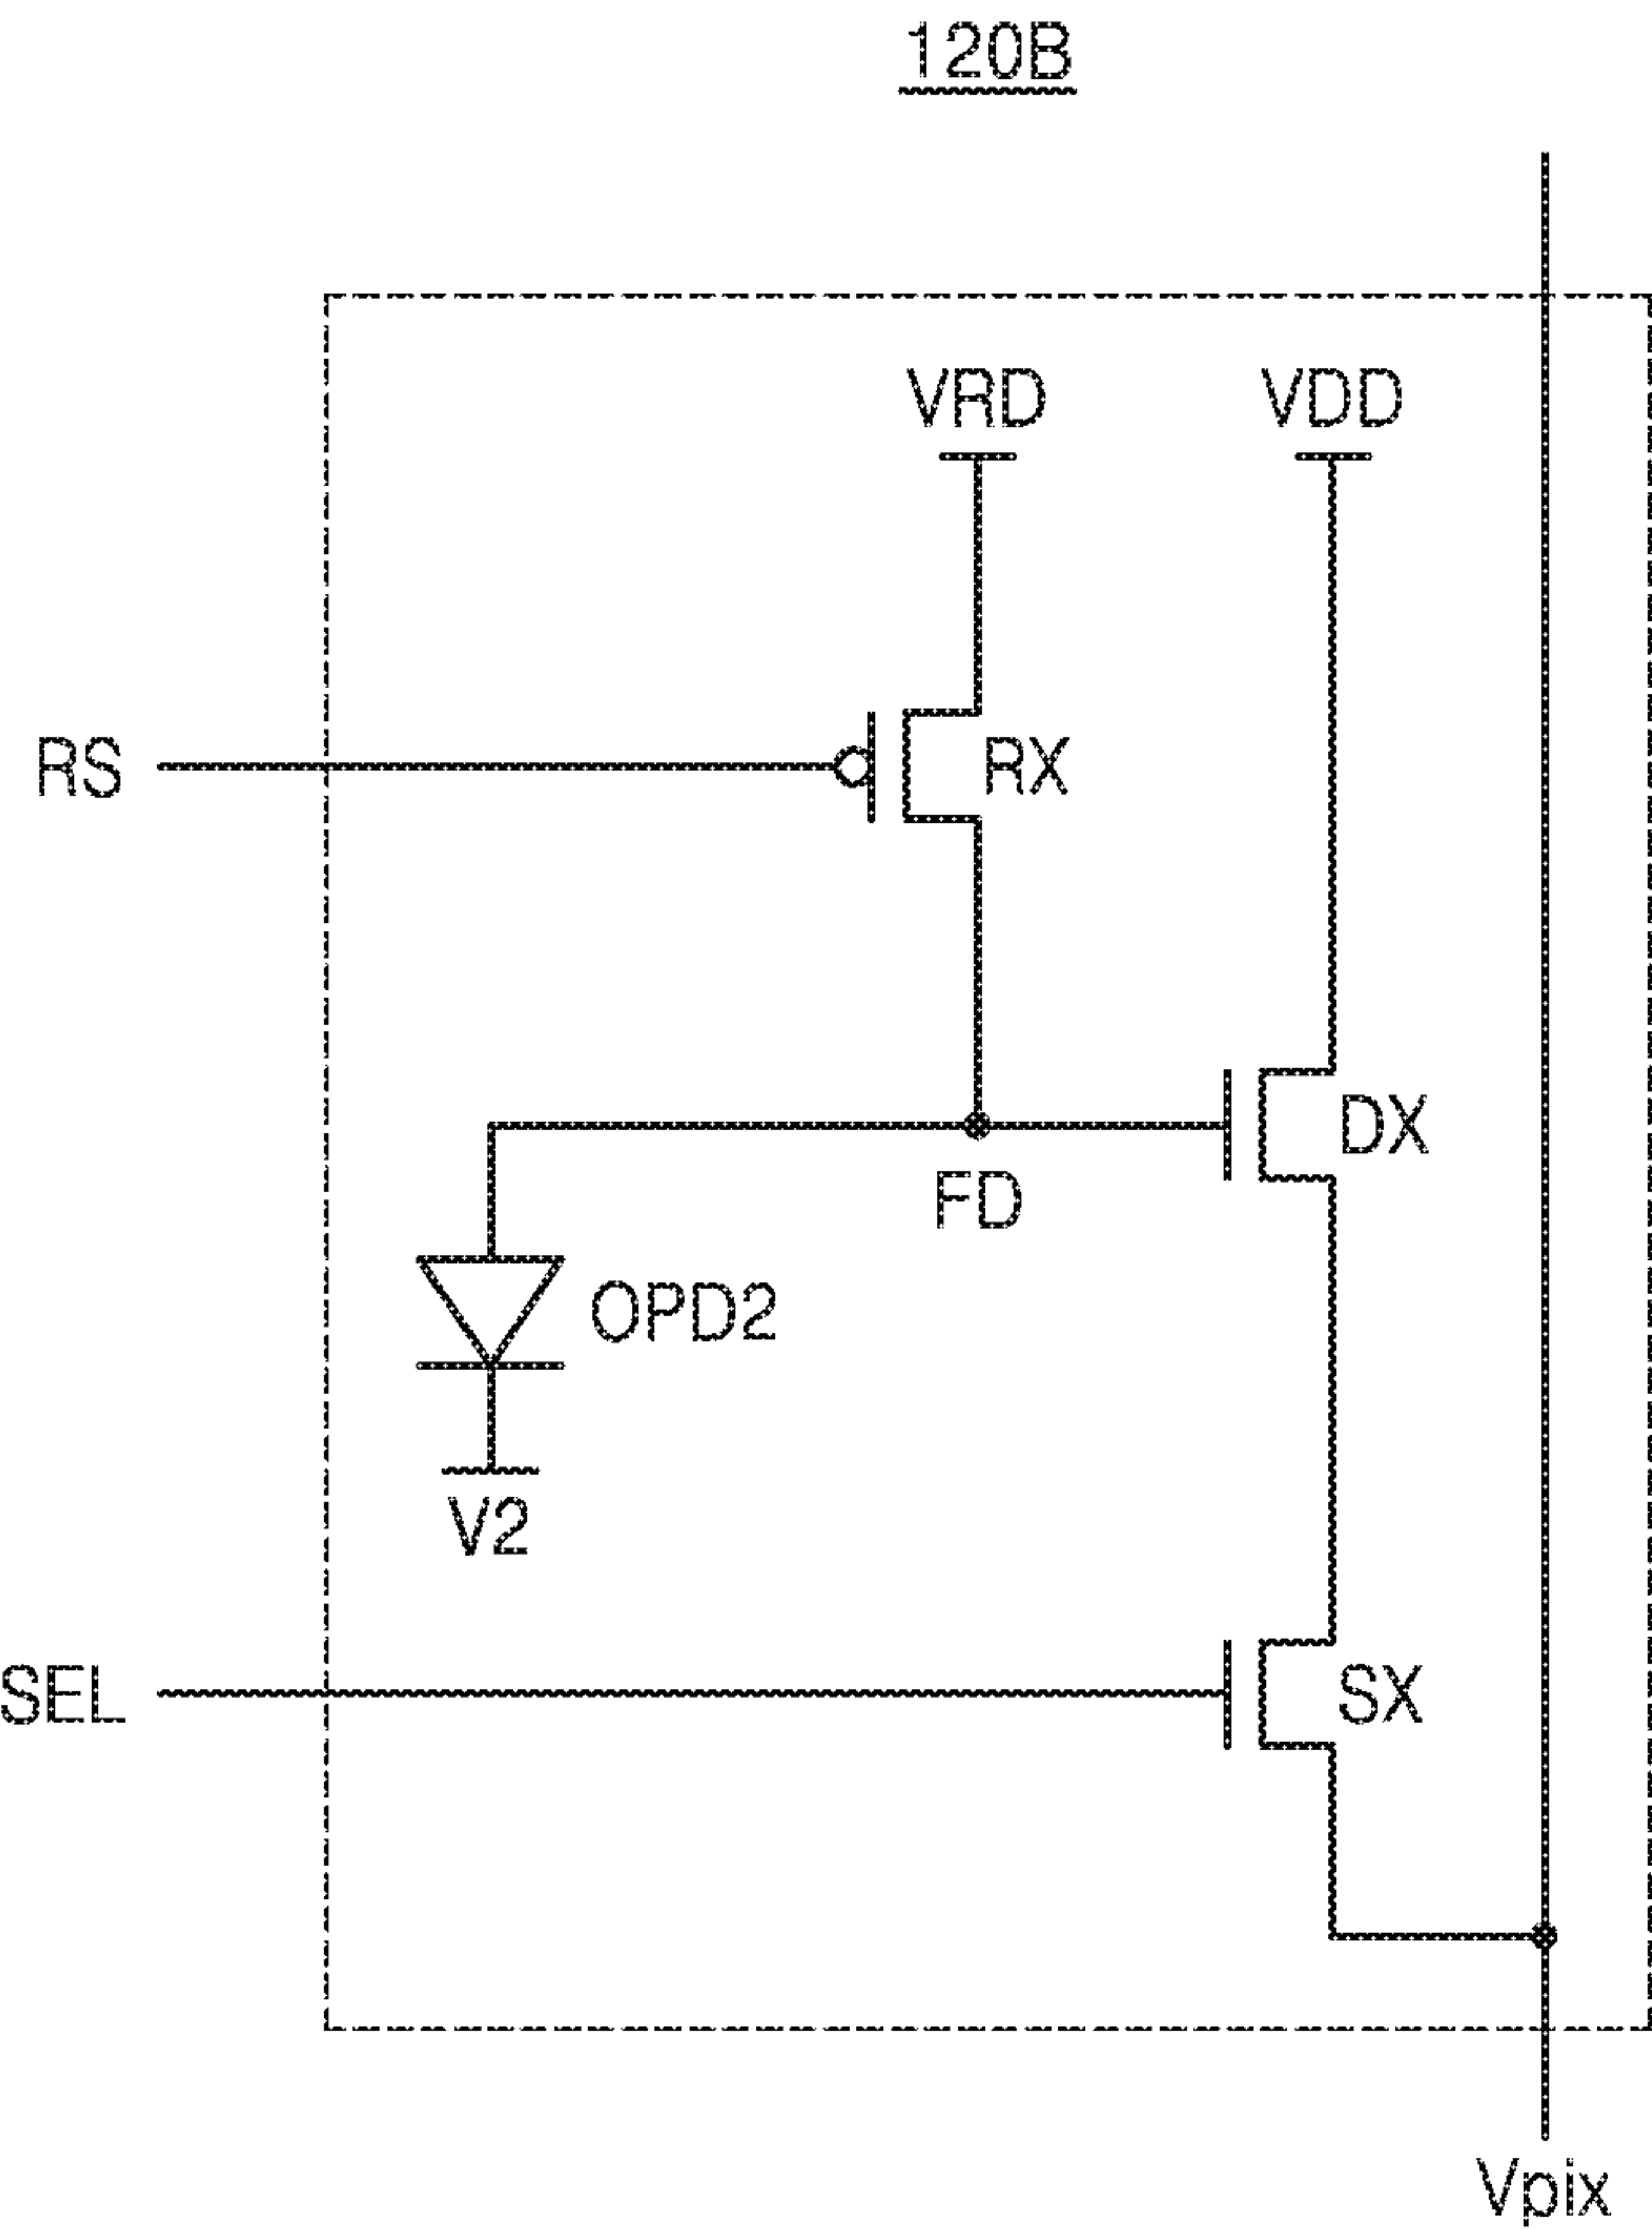 120B
VRD VDD
RS
RX
DX
FD
OPD2
V2
SEL
SX
Vpix